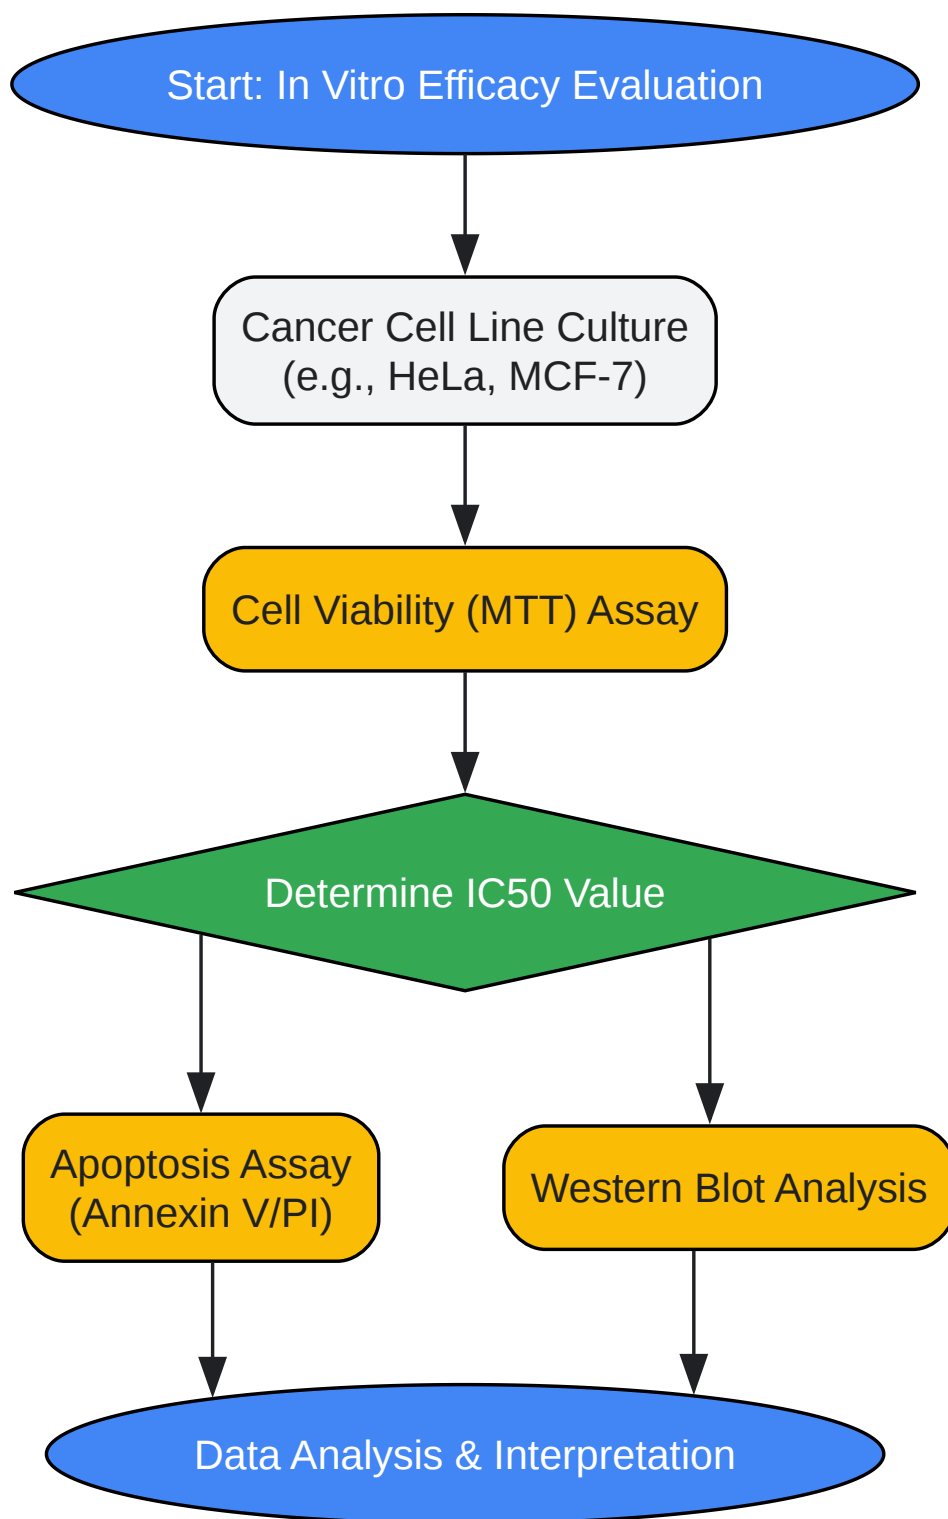 Start: In Vitro Efficacy Evaluation
Cancer Cell Line Culture
(e.g., HeLa, MCF-7)
Cell Viability (MTT) Assay
Determine IC50 Value
Apoptosis Assay
(Annexin V/PI)
Western Blot Analysis
Data Analysis & Interpretation